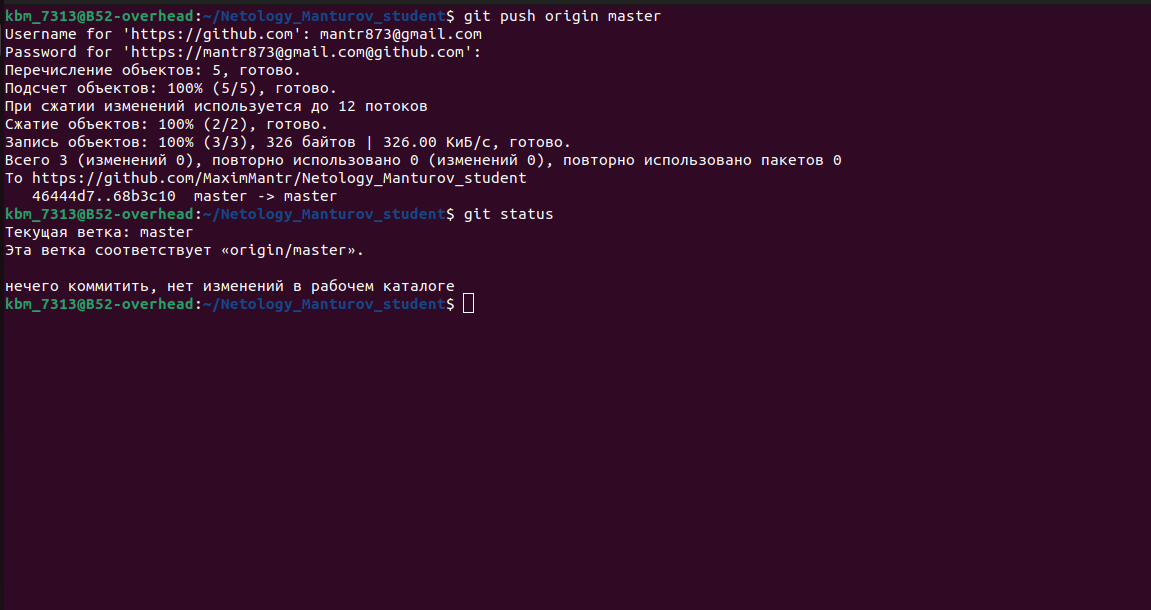 kbm_7313@B52-overhead:~/Netology_Manturov_student$ git push origin master
Username for 'https://github.com': mantr873@gmail.com
Password for 'https://mantr873@gmail.com@github.com':
Перечисление объектов: 5, готово.
Подсчет объектов: 100% (5/5), готово.
При сжатии изменений используется до 12 потоков
Сжатие объектов: 100% (2/2), готово.
Запись объектов: 100% (3/3), 326 байтов | 326.00 КиБ/с, готово.
Всего 3 (изменений 0), повторно использовано 0 (изменений 0), повторно использовано пакетов 0
To https://github.com/MaximMantr/Netology_Manturov_student
   46444d7..68b3c10  master -> master
kbm_7313@B52-overhead:~/Netology_Manturov_student$ git status
Текущая ветка: master
Эта ветка соответствует «origin/master».

нечего коммитить, нет изменений в рабочем каталоге
kbm_7313@B52-overhead:~/Netology_Manturov_student$